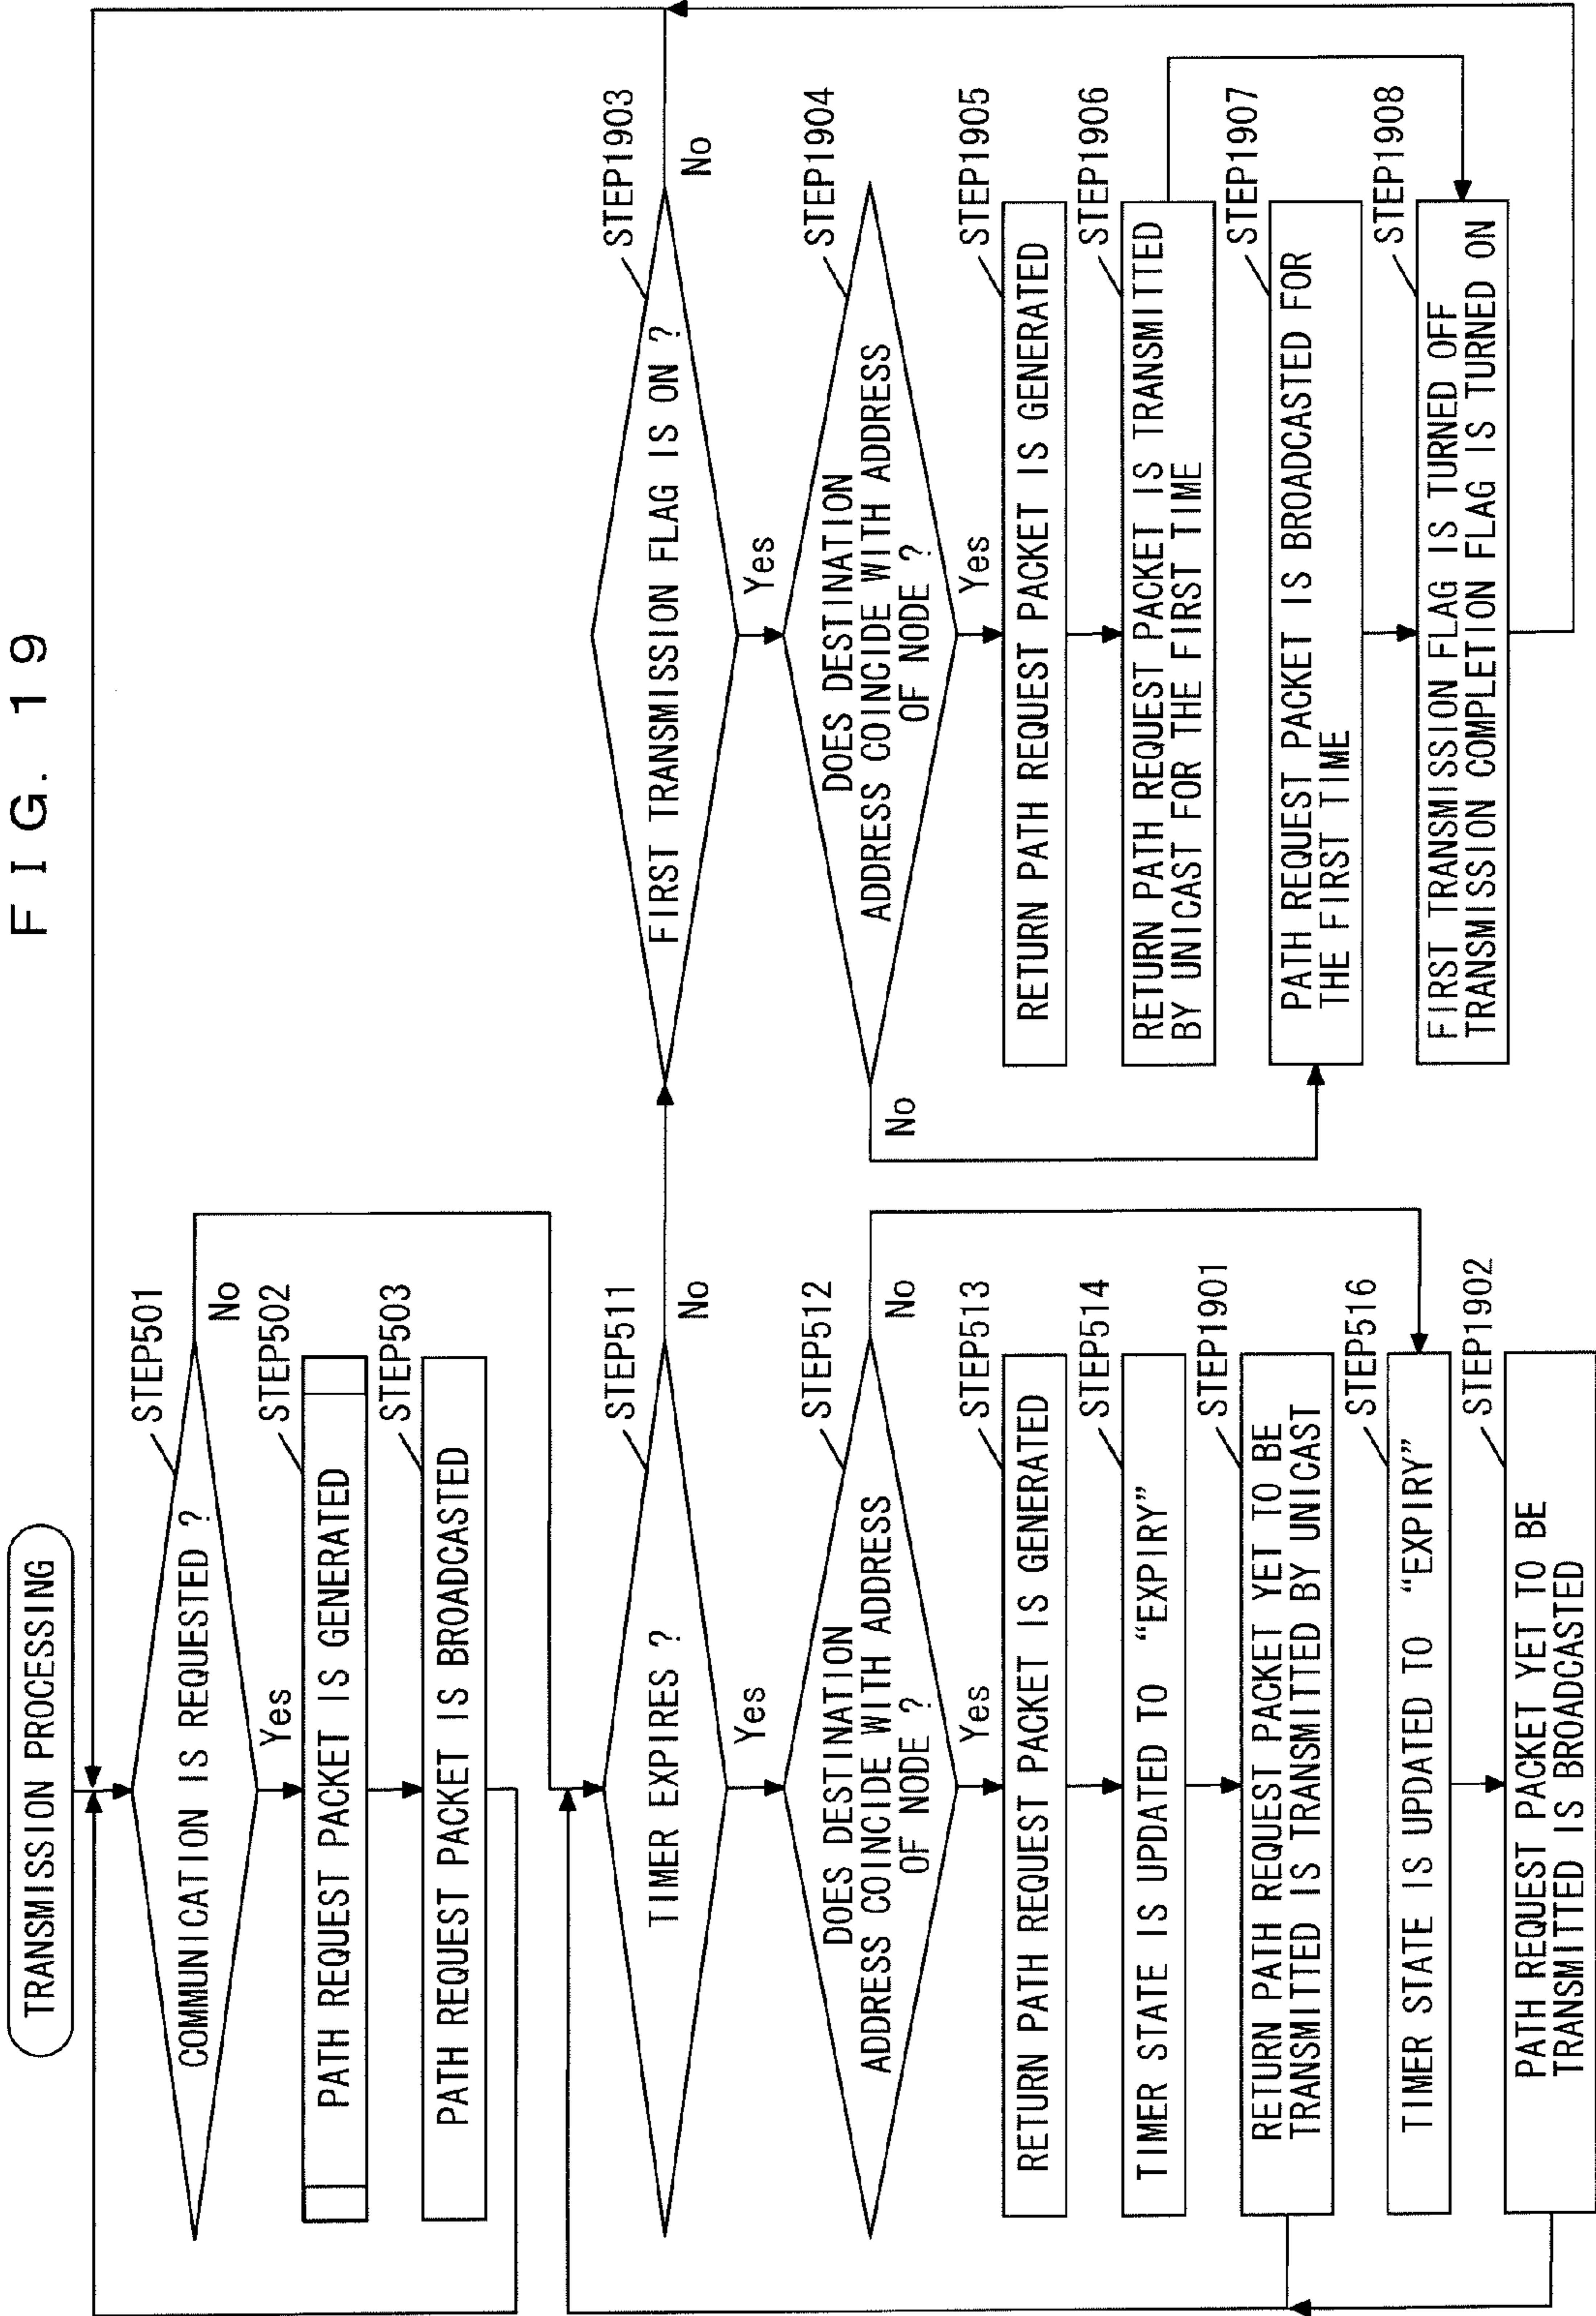 FIG. 19
TRANSMISSION PROCESSING
STEP501
COMMUNICATION IS REQUESTED ?
No
Yes
STEP502
PATH REQUEST PACKET IS GENERATED
STEP503
PATH REQUEST PACKET IS BROADCASTED
STEP511
TIMER EXPIRES ?
No
Yes
STEP512
DOES DESTINATION
ADDRESS COINCIDE WITH ADDRESS
OF NODE ?
No
Yes
STEP513
RETURN PATH REQUEST PACKET IS GENERATED
STEP514
TIMER STATE IS UPDATED TO “EXPIRY”
STEP1901
RETURN PATH REQUEST PACKET YET TO BE
TRANSMITTED IS TRANSMITTED BY UNICAST
STEP516
TIMER STATE IS UPDATED TO “EXPIRY”
STEP1902
PATH REQUEST PACKET YET TO BE
TRANSMITTED IS BROADCASTED
STEP1903
FIRST TRANSMISSION FLAG IS ON ?
No
Yes
STEP1904
DOES DESTINATION
ADDRESS COINCIDE WITH ADDRESS
OF NODE ?
No
Yes
STEP1905
RETURN PATH REQUEST PACKET IS GENERATED
STEP1906
RETURN PATH REQUEST PACKET IS TRANSMITTED
BY UNICAST FOR THE FIRST TIME
STEP1907
PATH REQUEST PACKET IS BROADCASTED FOR
THE FIRST TIME
STEP1908
FIRST TRANSMISSION FLAG IS TURNED OFF
TRANSMISSION COMPLETION FLAG IS TURNED ON